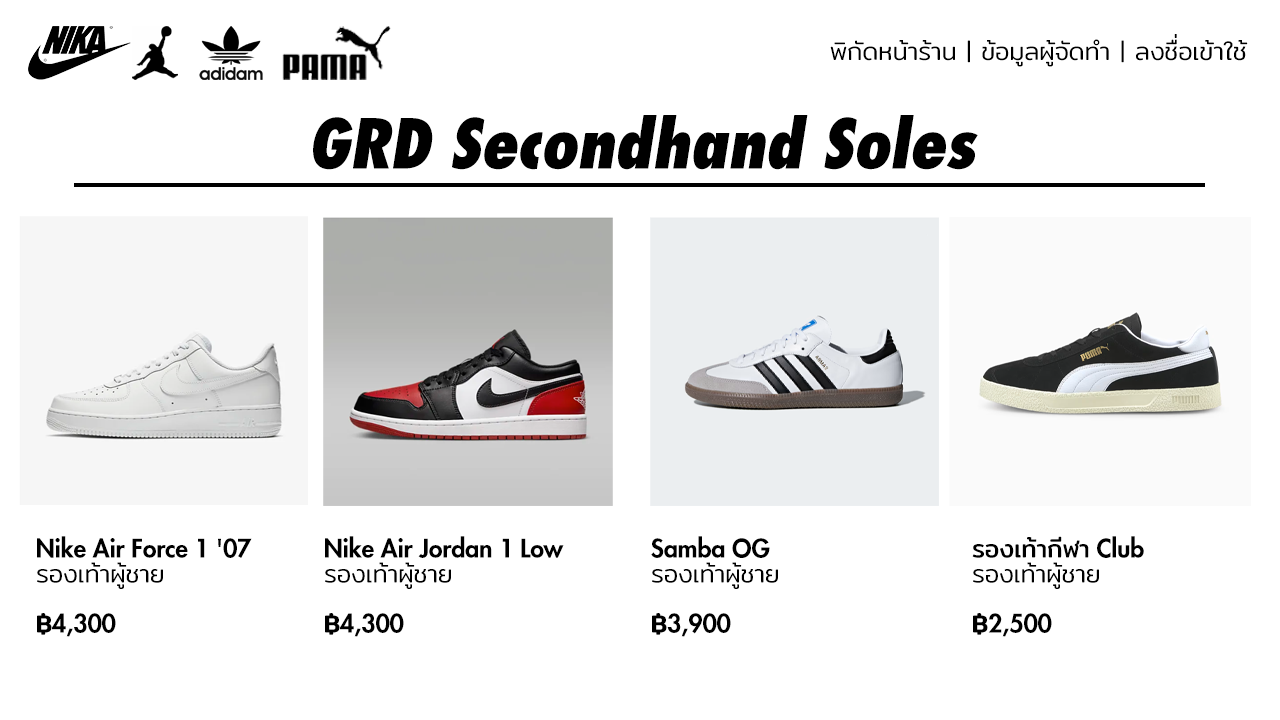 NIKA
adidam
PAMA
พิกัดหน้าร้าน | ข้อมูลผู้จัดทำ | ลงชื่อเข้าใช้
GRD Secondhand Soles
POMA
Nike Air Force 1 '07
รองเท้าผู้ชาย
฿4,300
Nike Air Jordan 1 Low
รองเท้าผู้ชาย
฿4,300
Samba OG
รองเท้าผู้ชาย
฿3,900
รองเท้ากีฬา Club
รองเท้าผู้ชาย
฿2,500